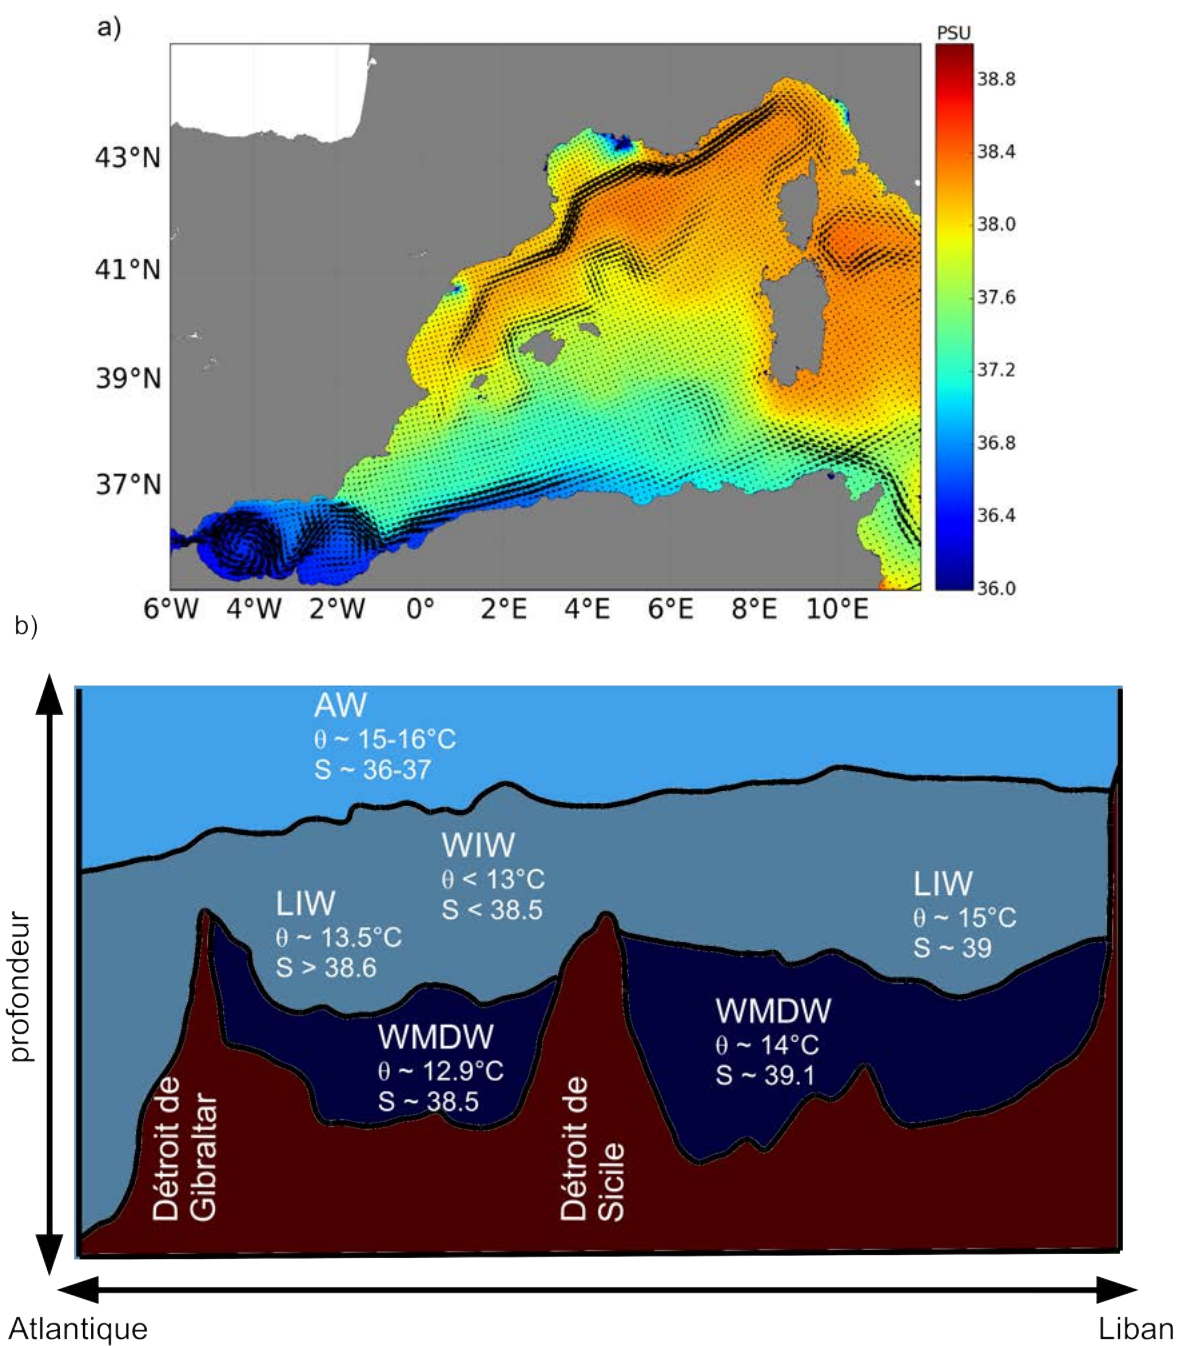 a)
PSU
38.8
38.4
38.0
37.6
37.2
36.8
36.4
36.0
43°N
41°N
39°N
37°N
6°W 4°W 2°W 0° 2°E 4°E 6°E 8°E 10°E
b)
profondeur
AW
θ ~ 15-16°C
S ~ 36-37
WIW
θ < 13°C
S < 38.5
LIW
θ ~ 13.5°C
S > 38.6
LIW
θ ~ 15°C
S ~ 39
WMDW
θ ~ 12.9°C
S ~ 38.5
WMDW
θ ~ 14°C
S ~ 39.1
Détroit de
Gibraltar
Détroit de
Sicile
Atlantique
Liban